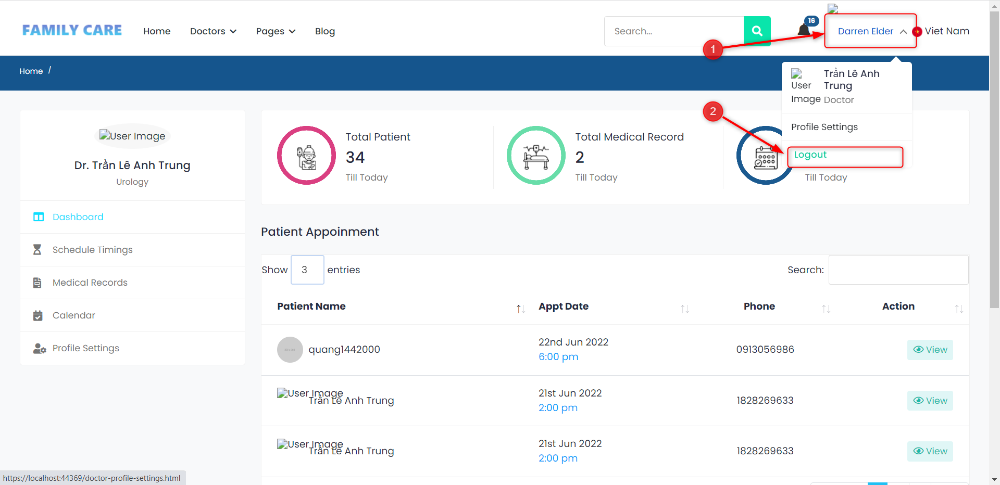 FAMILY CARE
Home
Doctors
Pages
Blog
Search...
16
Darren Elder
Viet Nam
1
Home /
User Image
Trần Lê Anh Trung
Doctor
2
Profile Settings
Logout
User Image
Dr. Trần Lê Anh Trung
Urology
Dashboard
Schedule Timings
Medical Records
Calendar
Profile Settings
Total Patient
34
Till Today
Total Medical Record
2
Till Today
Till Today
Patient Appoinment
Show 3 entries
Search:
Patient Name Appt Date Phone Action
quang1442000 22nd Jun 2022 6:00 pm 0913056986 View
User Image Trần Lê Anh Trung 21st Jun 2022 2:00 pm 1828269633 View
User Image Trần Lê Anh Trung 21st Jun 2022 2:00 pm 1828269633 View
https://localhost:44369/doctor-profile-settings.html